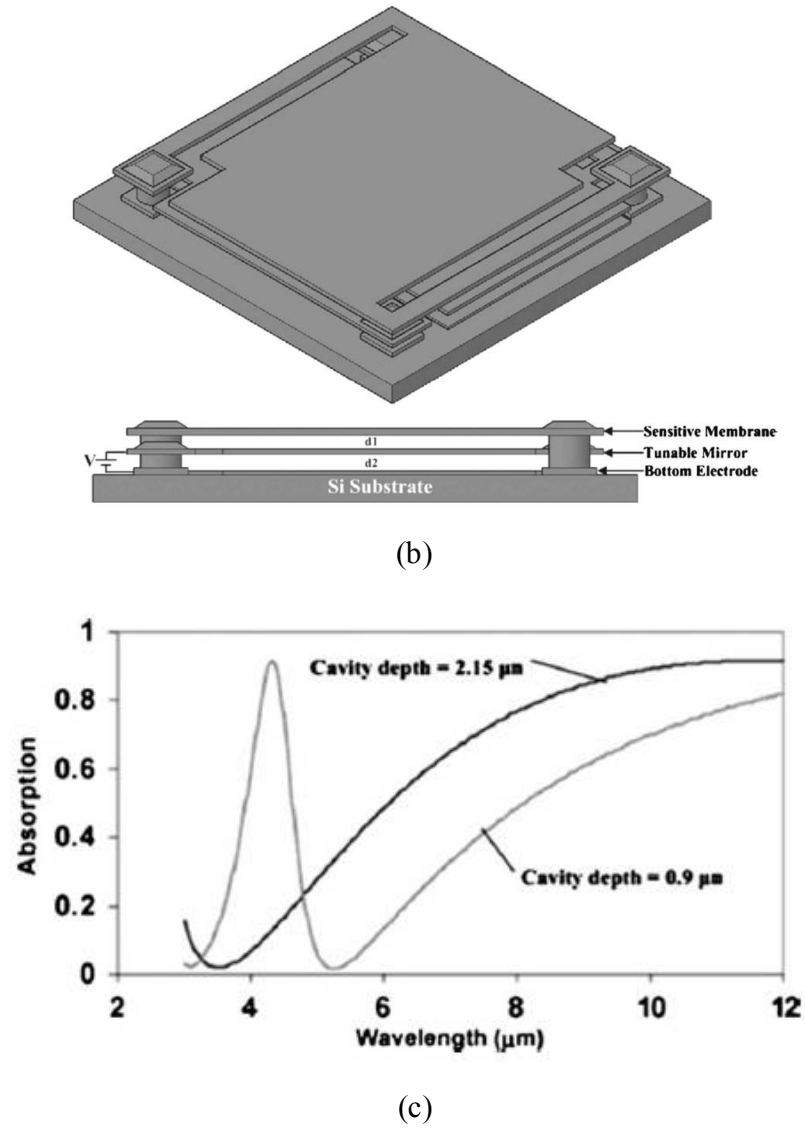 d1
Sensitive Membrane
V
Tunable Mirror
d2
Bottom Electrode
Si Substrate
(b)
1
Cavity depth = 2.15 μm
0.8
0.6
Absorption
0.4
Cavity depth = 0.9 μm
0.2
0
2 4 6 8 10 12
Wavelength (μm)
(c)